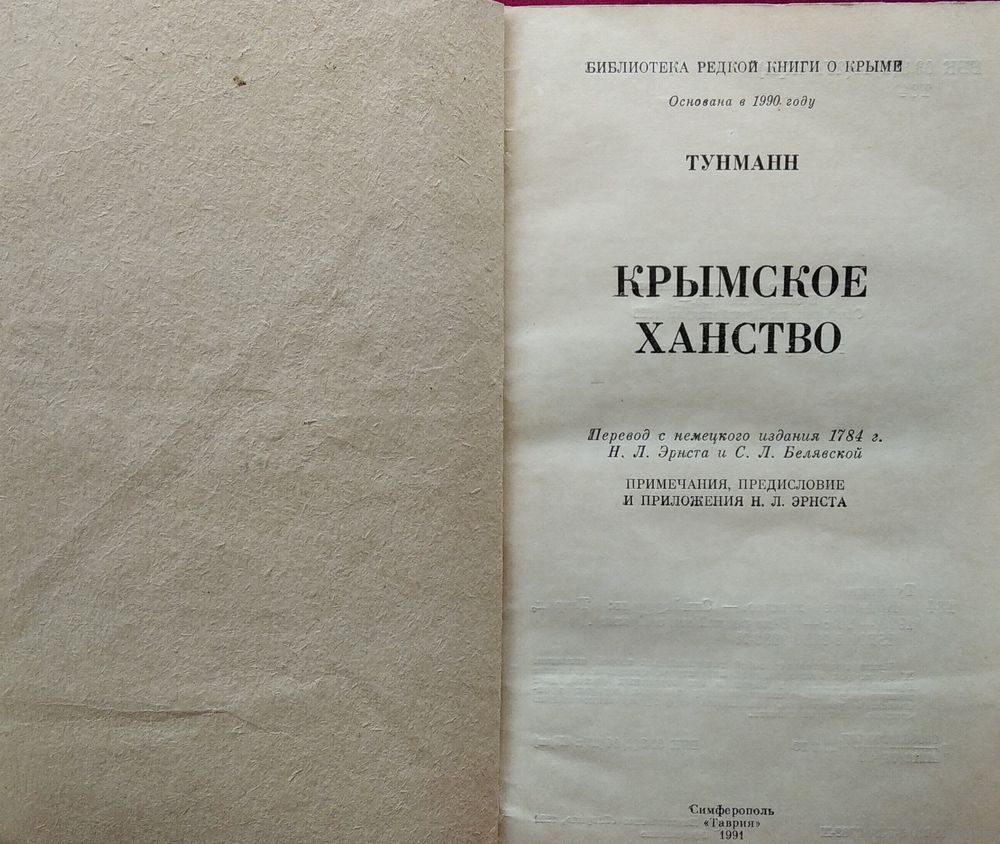 БИБЛИОТЕКА РЕДКОЙ КНИГИ О КРЫМЕ
Основана в 1990 году
ТУНМАНН
КРЫМСКОЕ
ХАНСТВО
Перевод с немецкого издания 1784 г.
Н. Л. Эрнста и С. Л. Белявской
ПРИМЕЧАНИЯ, ПРЕДИСЛОВИЕ
И ПРИЛОЖЕНИЯ Н. Л. ЭРНСТА
Симферополь
«Таврия»
1991